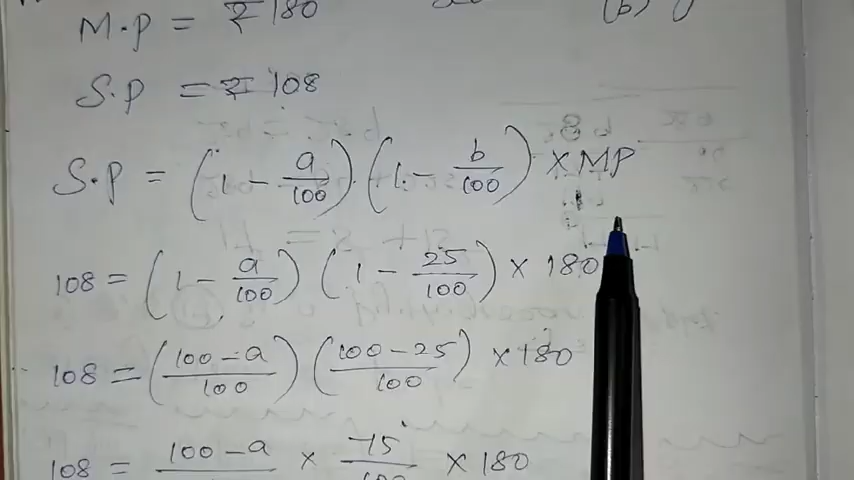 M.P = ₹ 180
(b)
S.P = ₹ 108
S.P = (1 - a/100) (1 - b/100) × MP
108 = (1 - a/100) (1 - 25/100) × 180
108 = (100 - a/100) (100 - 25/100) × 180
108 = 100 - a × 75 × 180